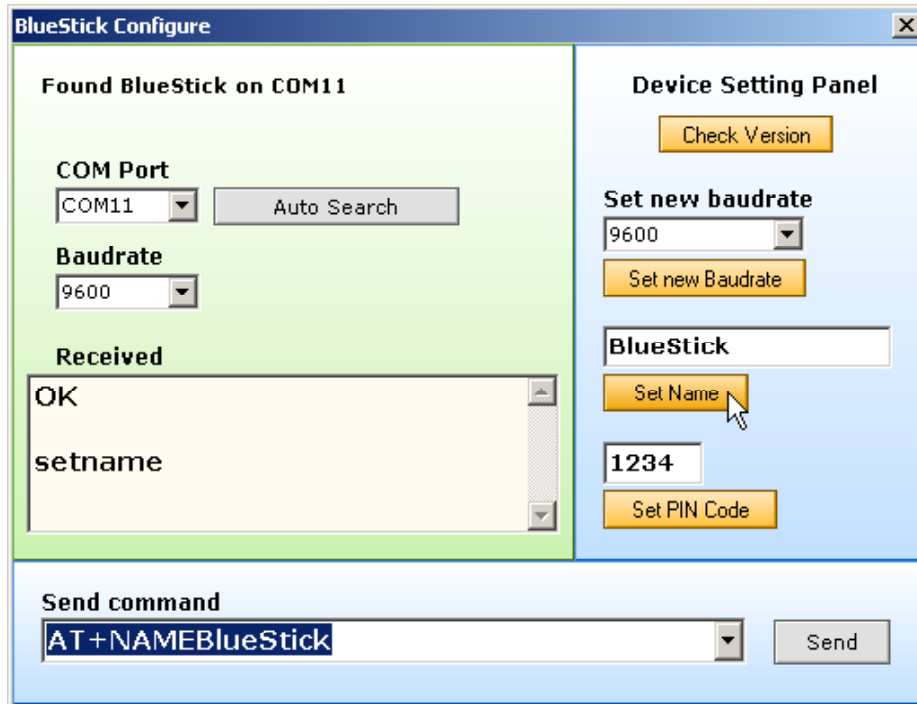 BlueStick Configure
Found BlueStick on COM11
COM Port
COM11
Auto Search
Baudrate
9600
Received
OK
setname
Device Setting Panel
Check Version
Set new baudrate
9600
Set new Baudrate
BlueStick
Set Name
1234
Set PIN Code
Send command
AT+NAMEBlueStick
Send